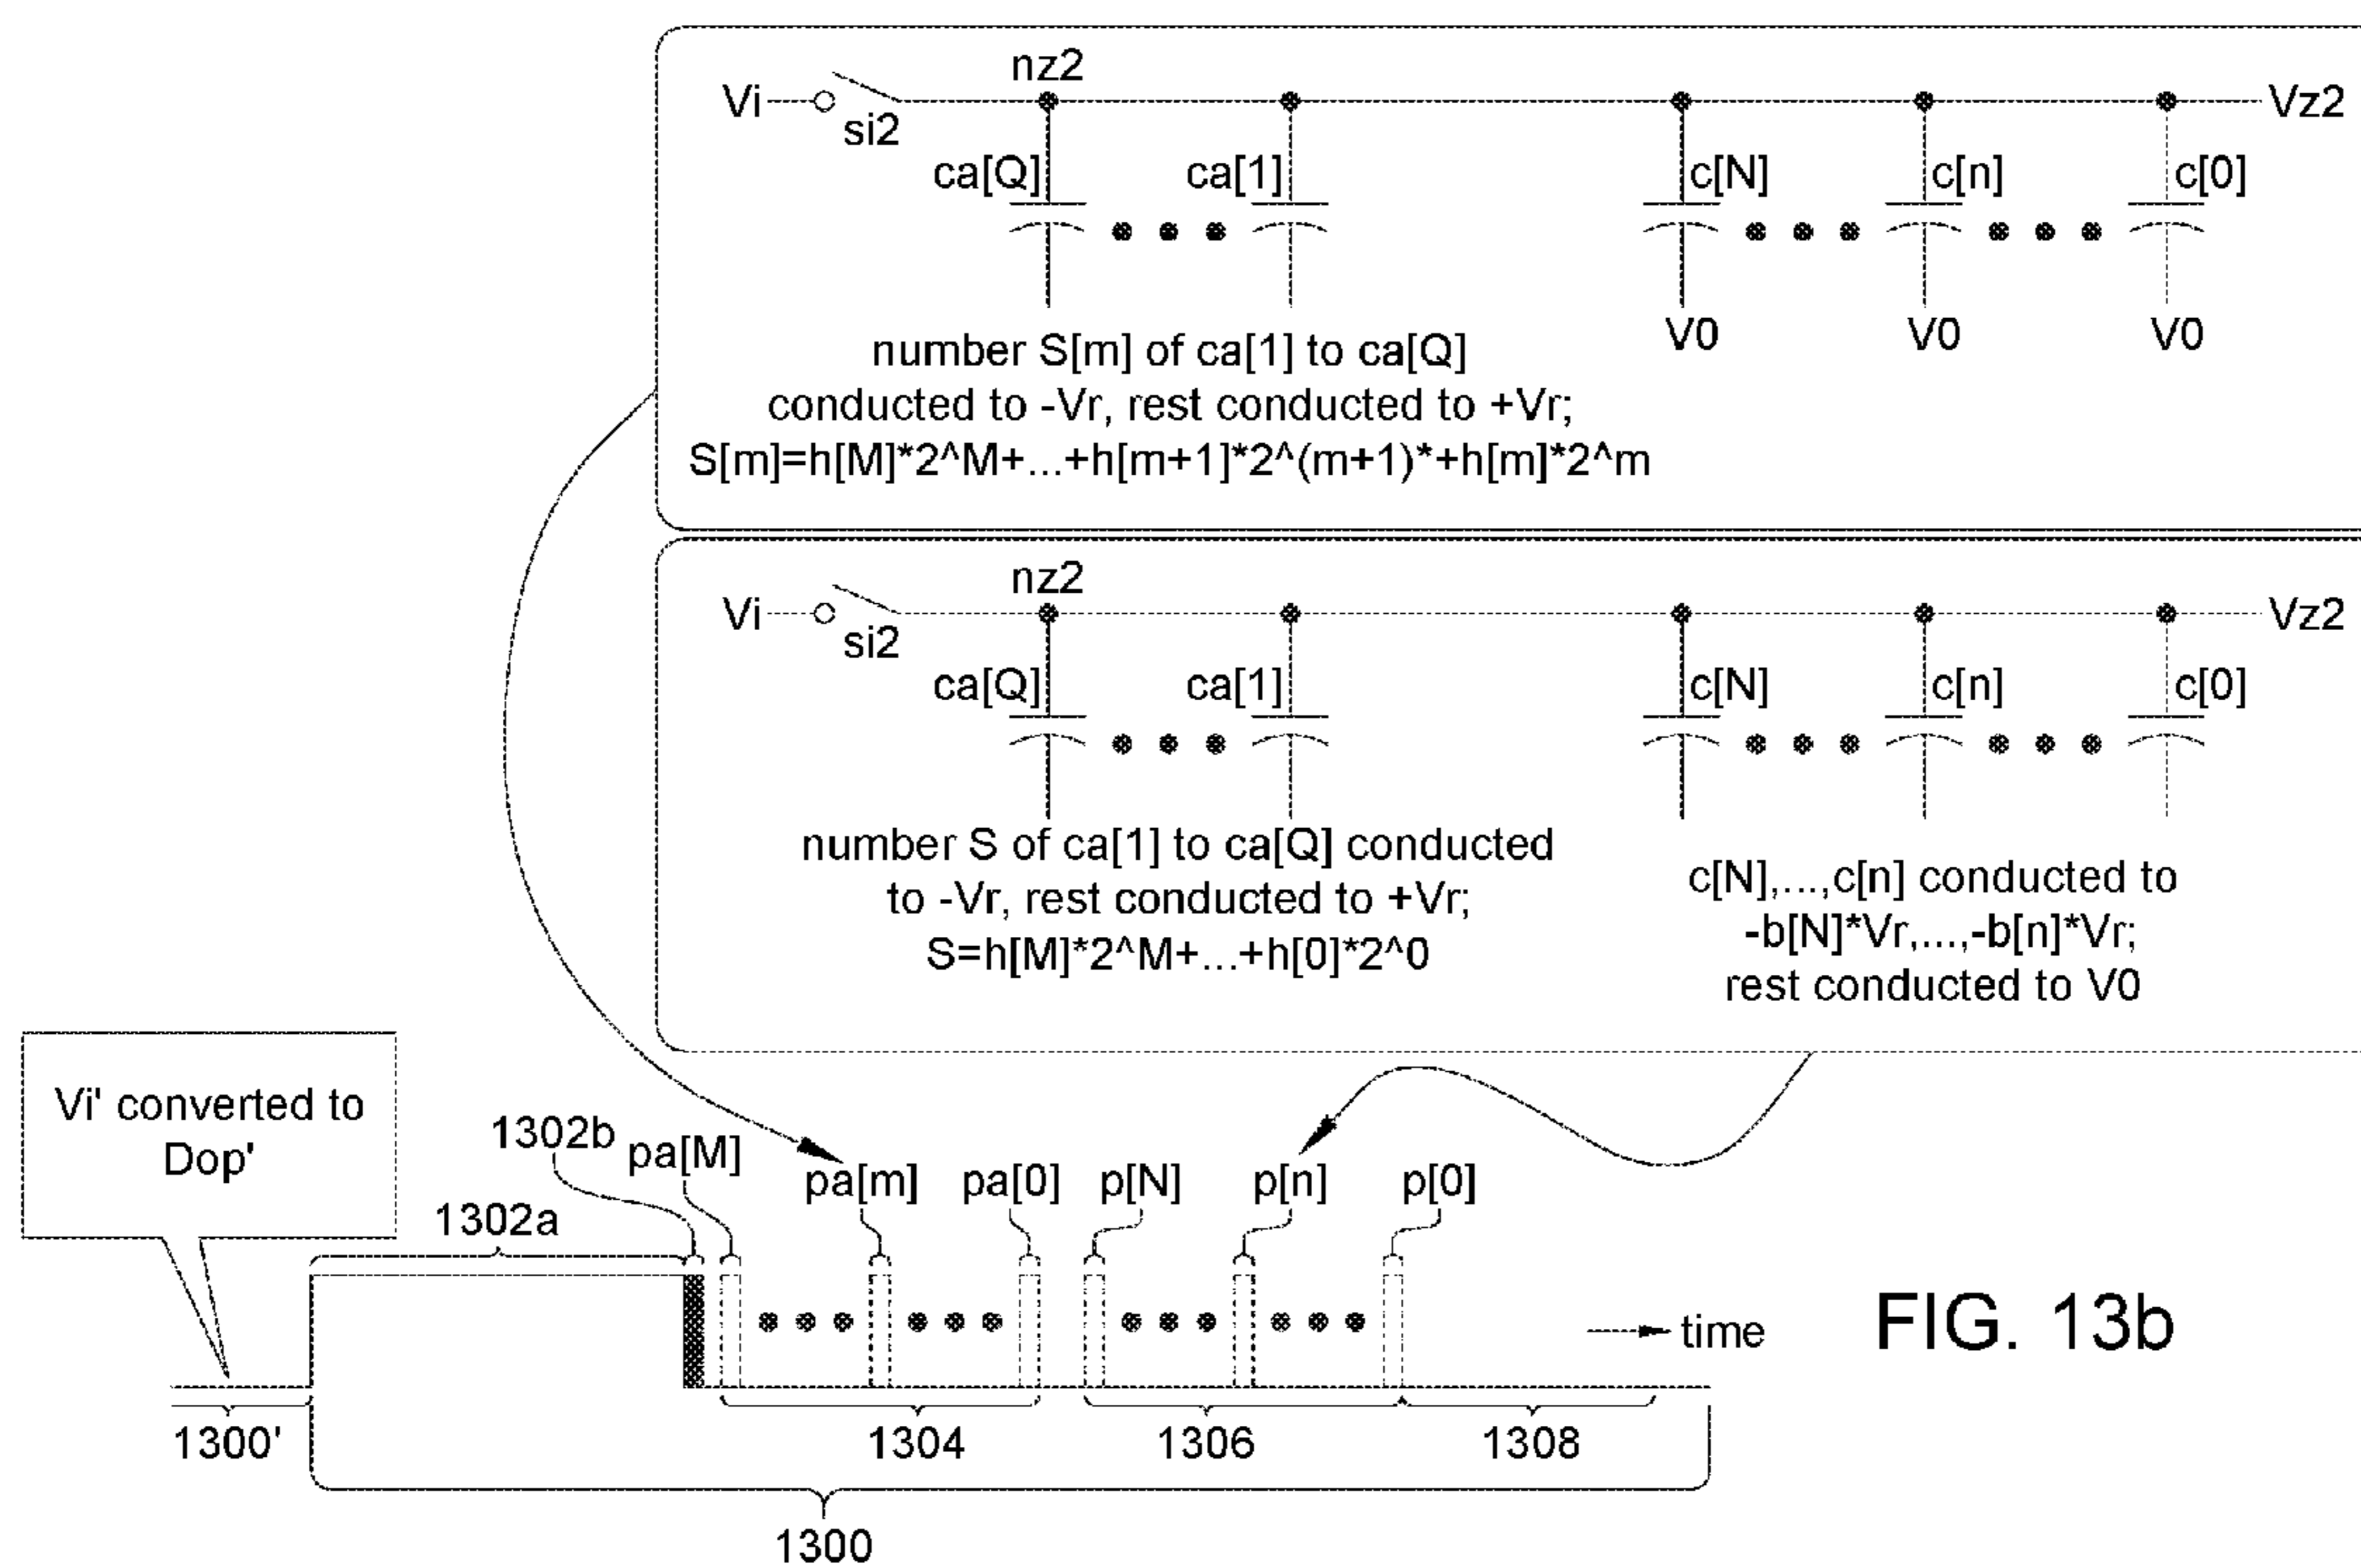 nz2
Vi
si2
Vz2
ca[Q]
ca[1]
c[N]
c[n]
c[0]
V0
V0
V0
number S[m] of ca[1] to ca[Q]
conducted to -Vr, rest conducted to +Vr;
S[m]=h[M]*2^M+...+h[m+1]*2^(m+1)*+h[m]*2^m
nz2
Vi
si2
Vz2
ca[Q]
ca[1]
c[N]
c[n]
c[0]
number S of ca[1] to ca[Q] conducted
to -Vr, rest conducted to +Vr;
S=h[M]*2^M+...+h[0]*2^0
c[N],...,c[n] conducted to
-b[N]*Vr,...,-b[n]*Vr;
rest conducted to V0
Vi' converted to
Dop'
1302a
1302b
pa[M]
pa[m]
pa[0]
p[N]
p[n]
p[0]
time
FIG. 13b
1300'
1304
1306
1308
1300